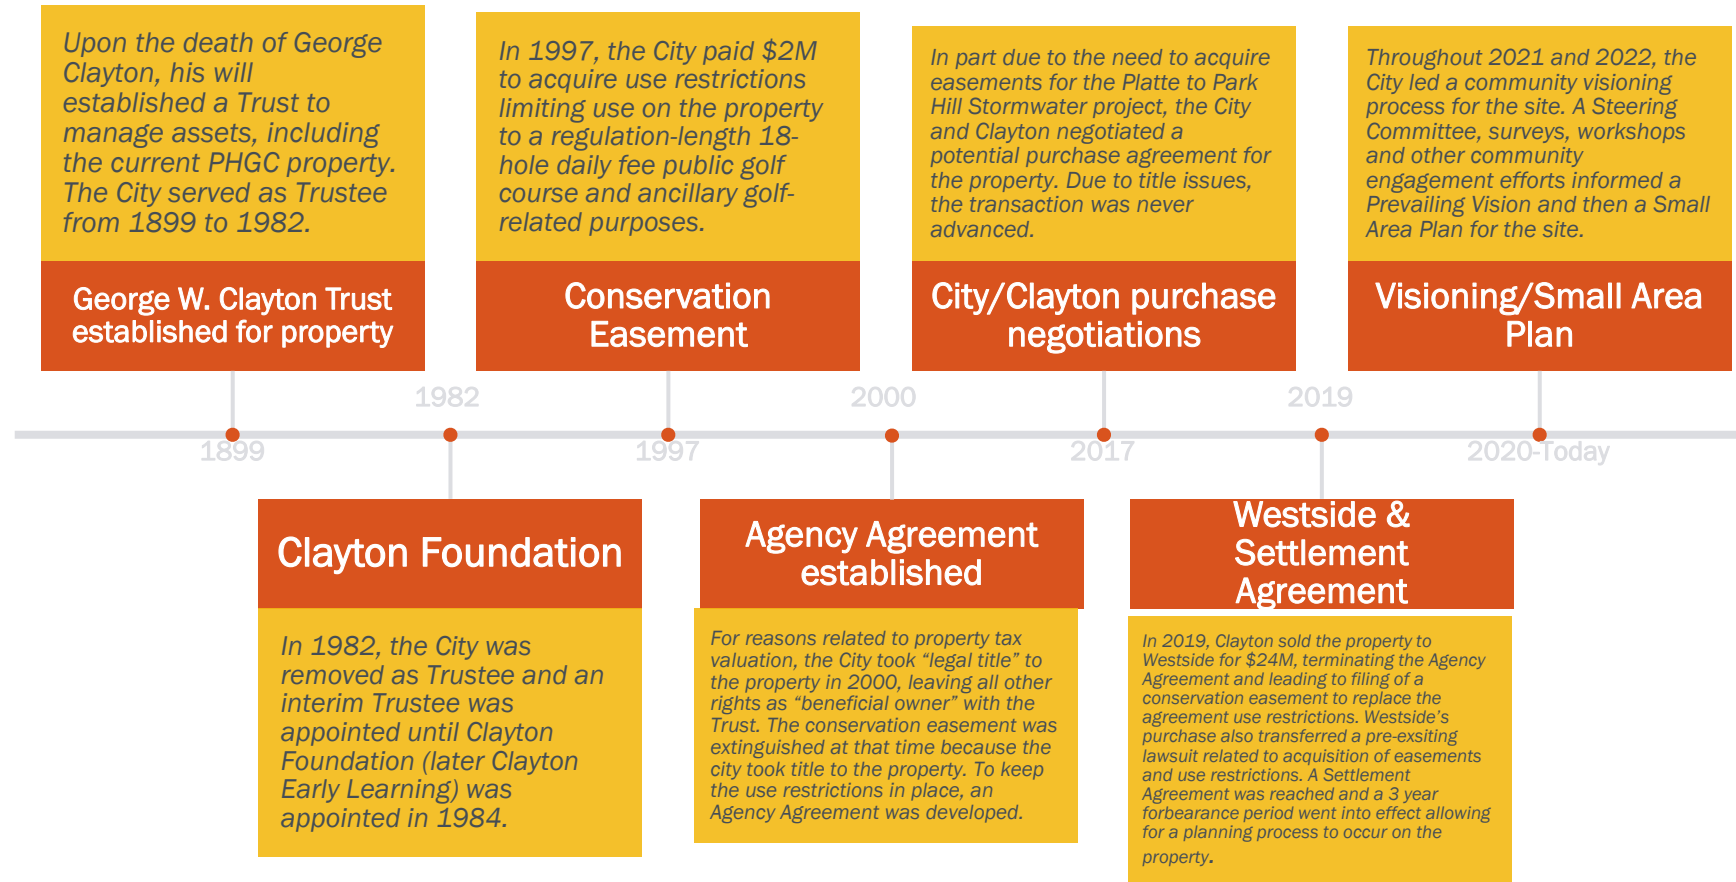 Upon the death of George
Clayton, his will
established a Trust to
manage assets, including
the current PHGC property.
The City served as Trustee
from 1899 to 1982.
George W. Clayton Trust
established for property
In 1997, the City paid $2M
to acquire use restrictions
limiting use on the property
to a regulation-length 18-
hole daily fee public golf
course and ancillary golf-
related purposes.
Conservation
Easement
In part due to the need to acquire
easements for the Platte to Park
Hill Stormwater project, the City
and Clayton negotiated a
potential purchase agreement for
the property. Due to title issues,
the transaction was never
advanced.
City/Clayton purchase
negotiations
Throughout 2021 and 2022, the
City led a community visioning
process for the site. A Steering
Committee, surveys, workshops
and other community
engagement efforts informed a
Prevailing Vision and then a Small
Area Plan for the site.
Visioning/Small Area
Plan
1982
2000
2019
1899
1997
2017
2020-Today
Clayton Foundation
In 1982, the City was
removed as Trustee and an
interim Trustee was
appointed until Clayton
Foundation (later Clayton
Early Learning) was
appointed in 1984.
Agency Agreement
established
For reasons related to property tax
valuation, the City took “legal title” to
the property in 2000, leaving all other
rights as “beneficial owner” with the
Trust. The conservation easement was
extinguished at that time because the
city took title to the property. To keep
the use restrictions in place, an
Agency Agreement was developed.
Westside &
Settlement
Agreement
In 2019, Clayton sold the property to
Westside for $24M, terminating the Agency
Agreement and leading to filing of a
conservation easement to replace the
agreement use restrictions. Westside’s
purchase also transferred a pre-exsiting
lawsuit related to acquisition of easements
and use restrictions. A Settlement
Agreement was reached and a 3 year
forbearance period went into effect allowing
for a planning process to occur on the
property.